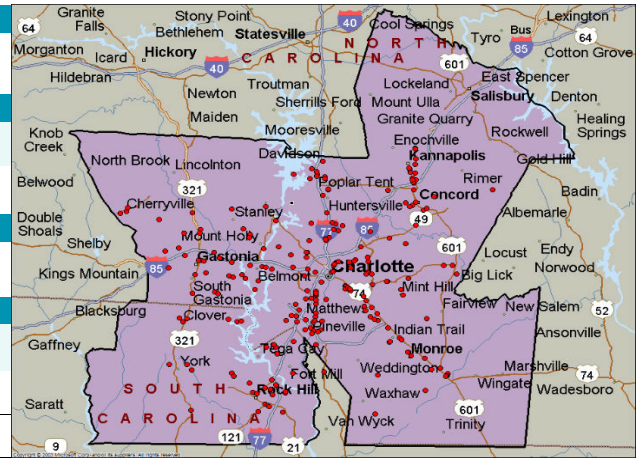 Granite
Falls
Stony Point
Bethlehem
Statesville
40
Cool Springs
Lexington
64
Tyro
Bus
85
64
Morganton
Icard
Hickory
NORTH
CAROLINA
Cotton Grove
40
601
Hildebran
Newton
Troutman
Lockeland
East Spencer
Maiden
Sherrills Ford
Mount Ulla
Salisbury
Denton
Granite Quarry
Healing
Springs
Mooresville
Enochville
Rockwell
Knob
Creek
North Brook
Lincolnton
Davidson
Kannapolis
Gold Hill
Belwood
321
Poplar Tent
Concord
Rimer
Badin
Cherryville
Stanley
Huntersville
49
Albemarle
Double
Shoals
Shelby
Mount Holly
77
85
601
Locust
Endy
Norwood
Kings Mountain
85
Gastonia
Belmont
Charlotte
Big Lick
South
Gastonia
74
Mint Hill
Blacksburg
Clover
Matthews
Fairview
New Salem
52
Pineville
Indian Trail
Ansonville
Gaffney
321
Tega Cay
Monroe
York
Fort Mill
Weddington
Marshville
74
SOUTH
Rock Hill
Waxhaw
Wingate
Wadesboro
Saratt
CAROLINA
601
Van Wyck
Trinity
9
121
77
21